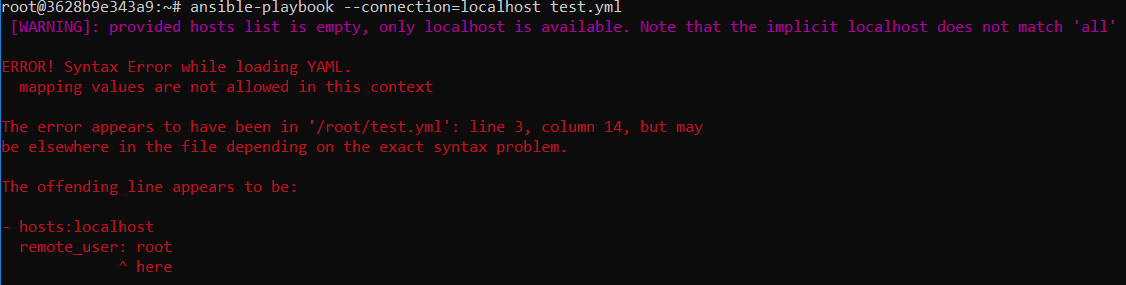 root@3628b9e343a9:~# ansible-playbook --connection=localhost test.yml
[WARNING]: provided hosts list is empty, only localhost is available. Note that the implicit localhost does not match 'all'
ERROR! Syntax Error while loading YAML.
mapping values are not allowed in this context
The error appears to have been in '/root/test.yml': line 3, column 14, but may
be elsewhere in the file depending on the exact syntax problem.
The offending line appears to be:
- hosts:localhost
remote_user: root
^ here